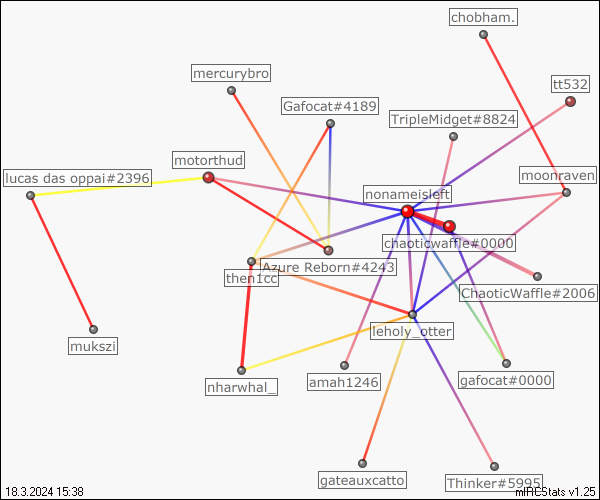 chobham.
mercurybro
tt532
Gafocat#4189
TripleMidget#8824
motorthud
lucas das oppai#2396
moonraven
nonameisleft
chaoticwaffle#0000
Azure Reborn#4243
then1cc
ChaoticWaffle#2006
leholy_otter
mukszi
nharwhal_
amah1246
gafocat#0000
gateauxcatto
Thinker#5995
18.3.2024 15:38
mIRCStats v1.25